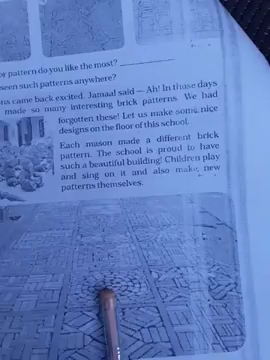 or pattern do you like the most?
seen such patterns anywhere?
ns came back excited. Jamaal said — Ah! In those days
made so many interesting brick patterns. We had
forgotten these! Let us make some nice
designs on the floor of this school.
Each mason made a different brick
pattern. The school is proud to have
such a beautiful building! Children play
and sing on it and also make new
patterns themselves.